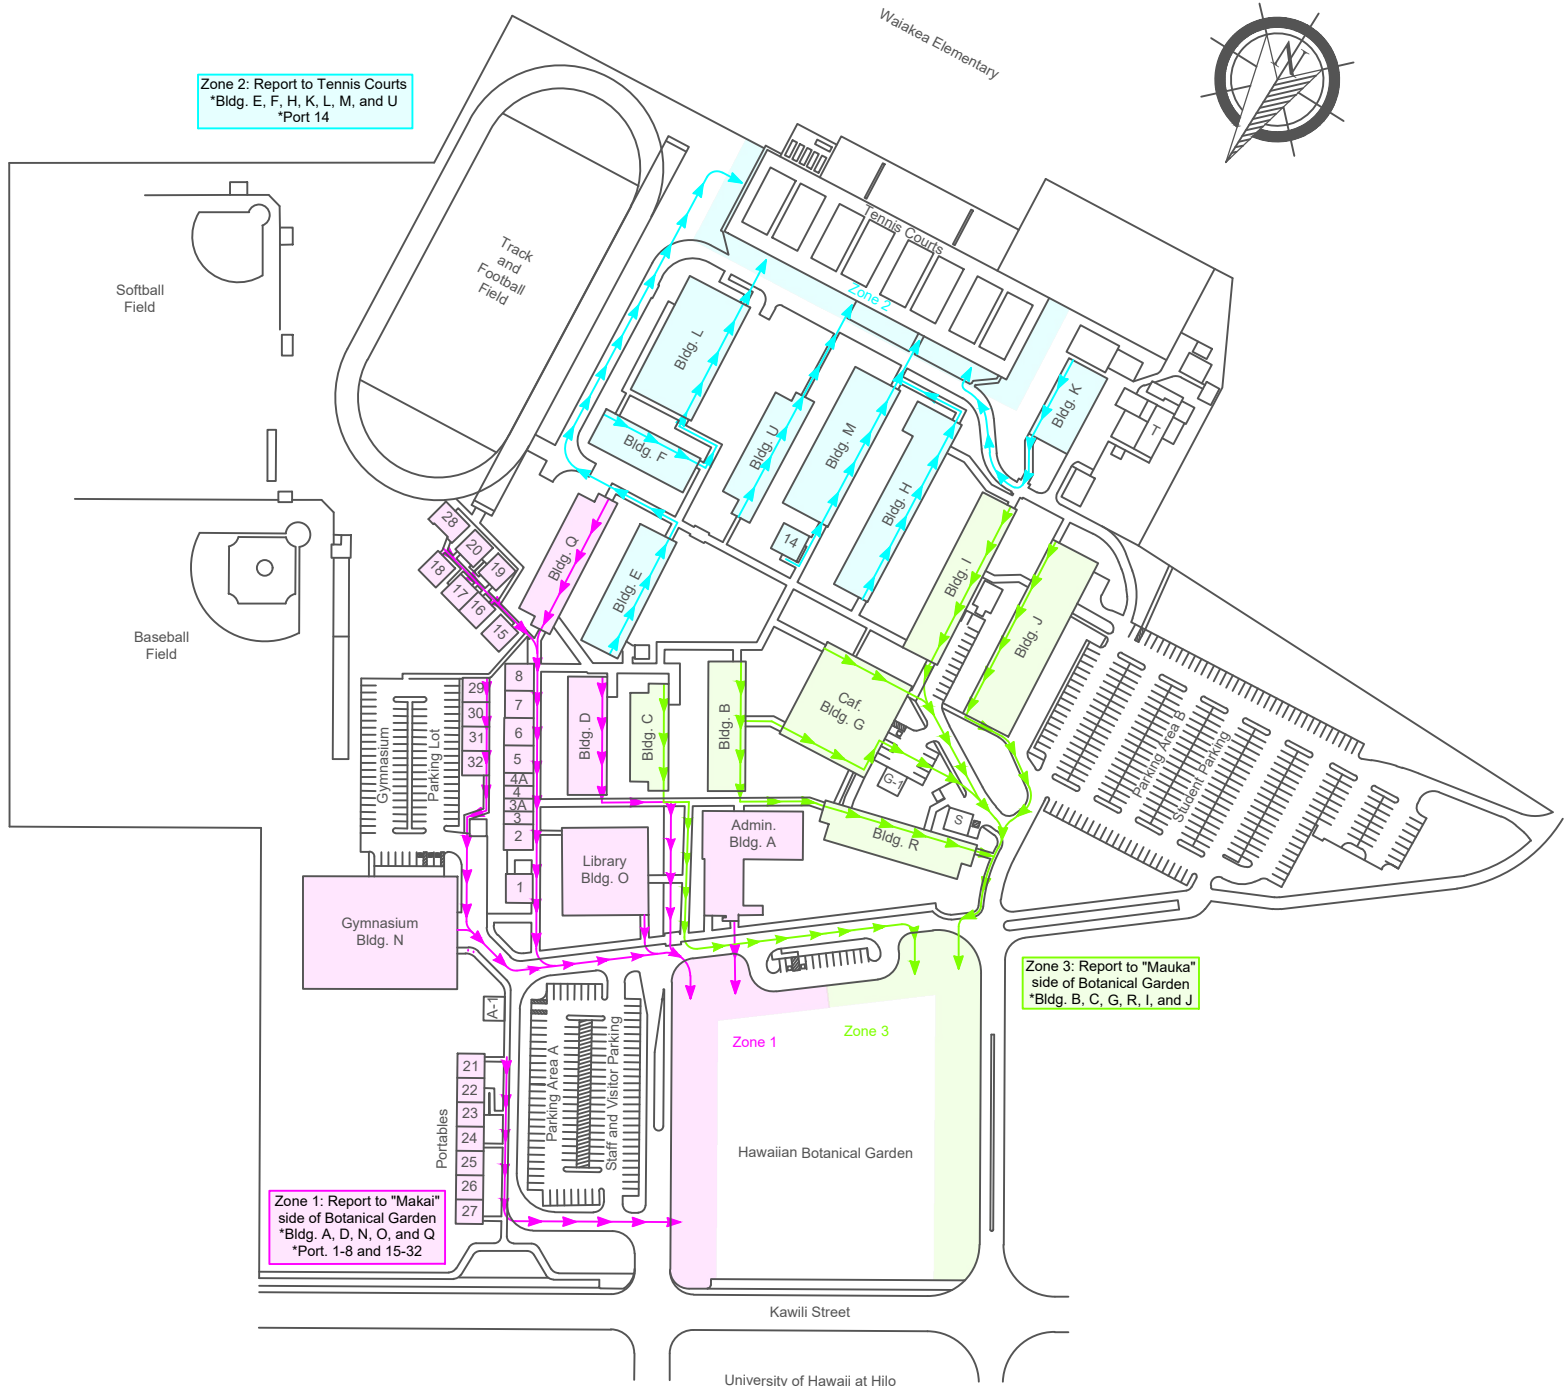 Waiakea Elementary
N
Zone 2: Report to Tennis Courts
*Bldg. E, F, H, K, L, M, and U
*Port 14
Tennis Courts
Track
and
Football
Field
Softball
Field
Zone 2
Bldg. L
Bldg. K
T
Bldg. F
Bldg. U
Bldg. M
Bldg. H
14
28
20
19
18
17
16
15
Bldg. Q
Bldg. E
Bldg. I
Bldg. J
Baseball
Field
29
30
31
32
8
7
6
5
4A
4
3A
3
2
1
Bldg. D
Bldg. C
Bldg. B
Caf.
Bldg. G
G-1
S
Bldg. R
Gymnasium
Parking Lot
Parking Area B
Student Parking
Library
Bldg. O
Admin.
Bldg. A
Gymnasium
Bldg. N
A-1
Zone 3: Report to "Mauka"
side of Botanical Garden
*Bldg. B, C, G, R, I, and J
Zone 1
Zone 3
Parking Area A
Staff and Visitor Parking
Portables
21
22
23
24
25
26
27
Hawaiian Botanical Garden
Zone 1: Report to "Makai"
side of Botanical Garden
*Bldg. A, D, N, O, and Q
*Port. 1-8 and 15-32
Kawili Street
University of Hawaii at Hilo